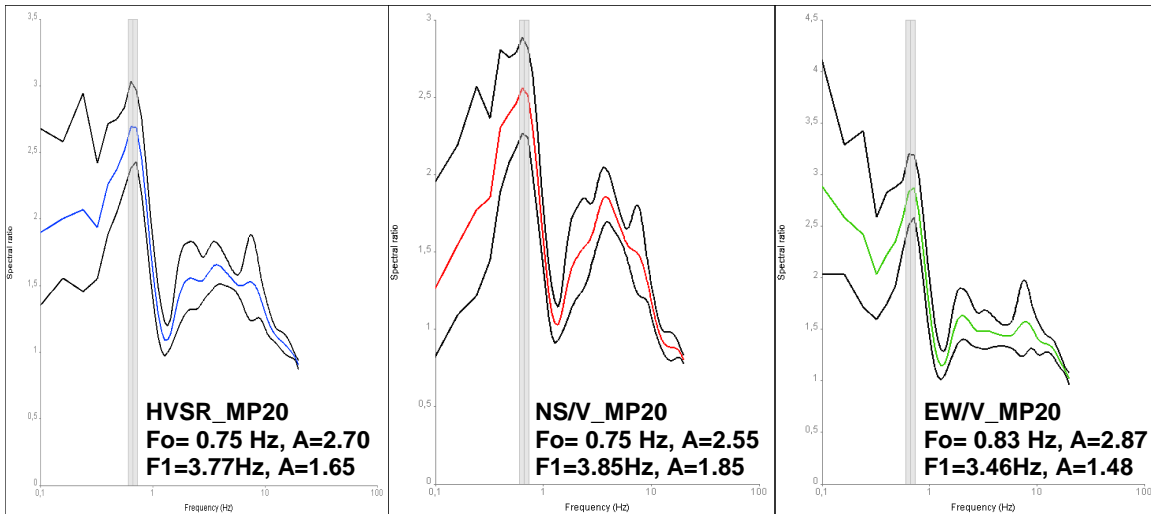 3,5
3
2,5
2
1,5
1
0,5
0
Spectral ratio
0,1
1
10
100
Frequency (Hz)
HVSR_MP20
Fo= 0.75 Hz, A=2.70
F1=3.77Hz, A=1.65
3
2,5
2
1,5
1
0,5
0
Spectral ratio
0,1
1
10
100
Frequency (Hz)
NS/V_MP20
Fo= 0.75 Hz, A=2.55
F1=3.85Hz, A=1.85
4,5
4
3,5
3
2,5
2
1,5
1
0,5
0
Spectral ratio
0,1
1
10
100
Frequency (Hz)
EW/V_MP20
Fo= 0.83 Hz, A=2.87
F1=3.46Hz, A=1.48